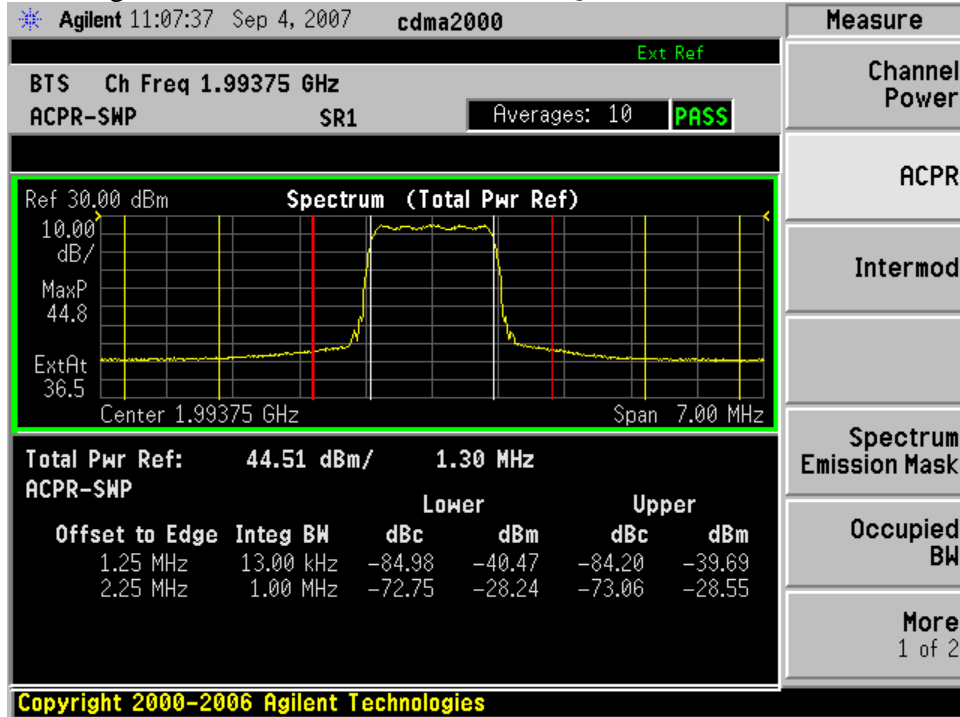 Agilent 11:07:37 Sep 4, 2007 cdma2000 Measure
Ext Ref
BTS Ch Freq 1.99375 GHz
ACPR-SWP SR1 Averages: 10 PASS
Channel
Power
ACPR
Intermod
Spectrum
Emission Mask
Occupied
BW
More
1 of 2
Ref 30.00 dBm Spectrum (Total Pwr Ref)
10.00
dB/
MaxP
44.8
ExtAt
36.5
Center 1.99375 GHz Span 7.00 MHz
Total Pwr Ref: 44.51 dBm/ 1.30 MHz
ACPR-SWP
Lower Upper
Offset to Edge Integ BW dBc dBm dBc dBm
1.25 MHz 13.00 kHz -84.98 -40.47 -84.20 -39.69
2.25 MHz 1.00 MHz -72.75 -28.24 -73.06 -28.55
Copyright 2000-2006 Agilent Technologies